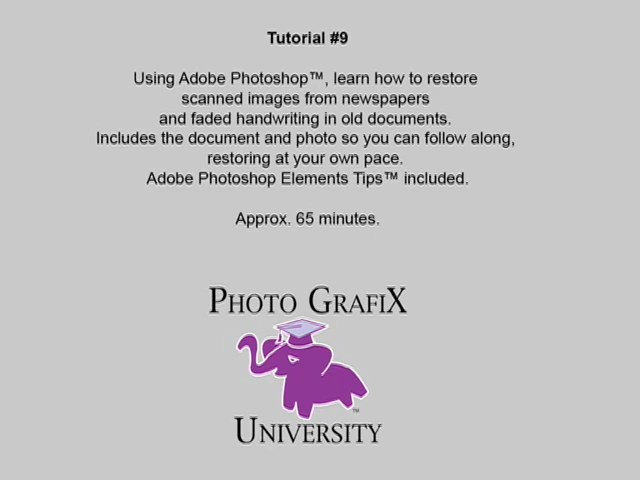 Tutorial #9
Using Adobe Photoshop™, learn how to restore
scanned images from newspapers
and faded handwriting in old documents.
Includes the document and photo so you can follow along,
restoring at your own pace.
Adobe Photoshop Elements Tips™ included.
Approx. 65 minutes.
PHOTO GRAFIX
™
UNIVERSITY